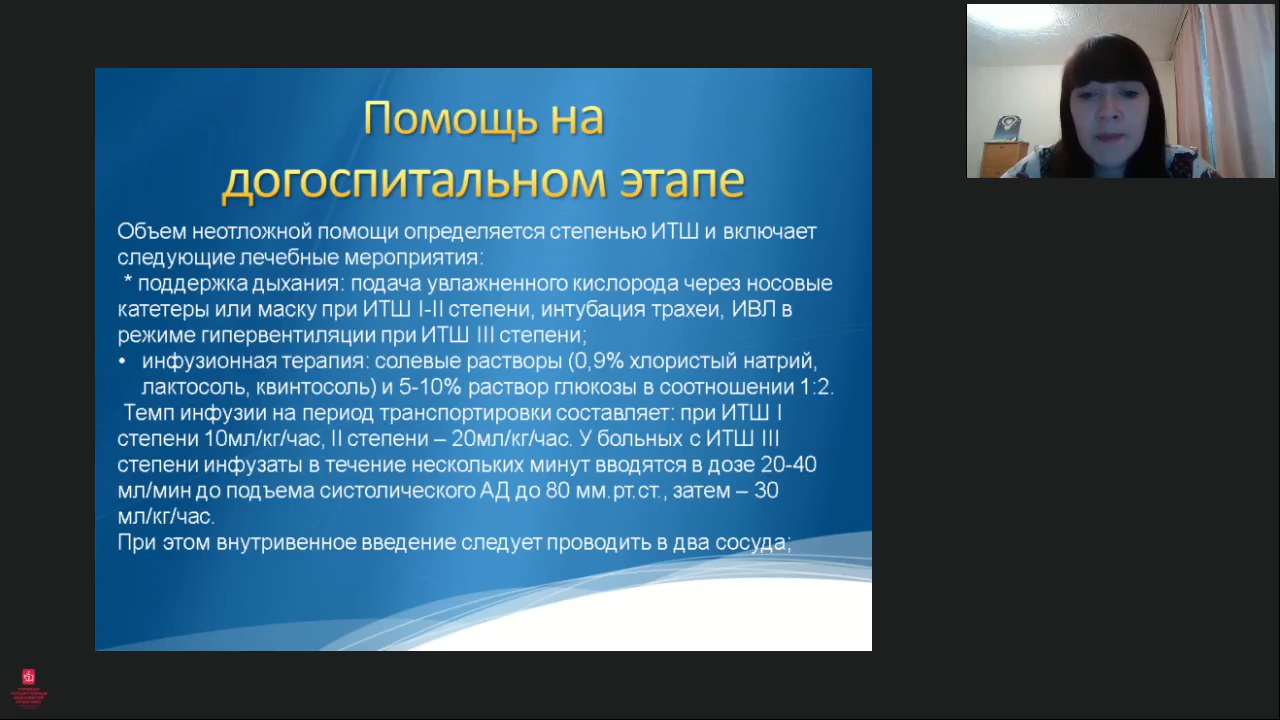 Помощь на
догоспитальном этапе
Объем неотложной помощи определяется степенью ИТШ и включает
следующие лечебные мероприятия:
* поддержка дыхания: подача увлажненного кислорода через носовые
катетеры или маску при ИТШ I-II степени, интубация трахеи, ИВЛ в
режиме гипервентиляции при ИТШ III степени;
• инфузионная терапия: солевые растворы (0,9% хлористый натрий,
лактосоль, квинтосоль) и 5-10% раствор глюкозы в соотношении 1:2.
Темп инфузии на период транспортировки составляет: при ИТШ I
степени 10мл/кг/час, II степени – 20мл/кг/час. У больных с ИТШ III
степени инфузаты в течение нескольких минут вводятся в дозе 20-40
мл/мин до подъема систолического АД до 80 мм.рт.ст., затем – 30
мл/кг/час.
При этом внутривенное введение следует проводить в два сосуда;